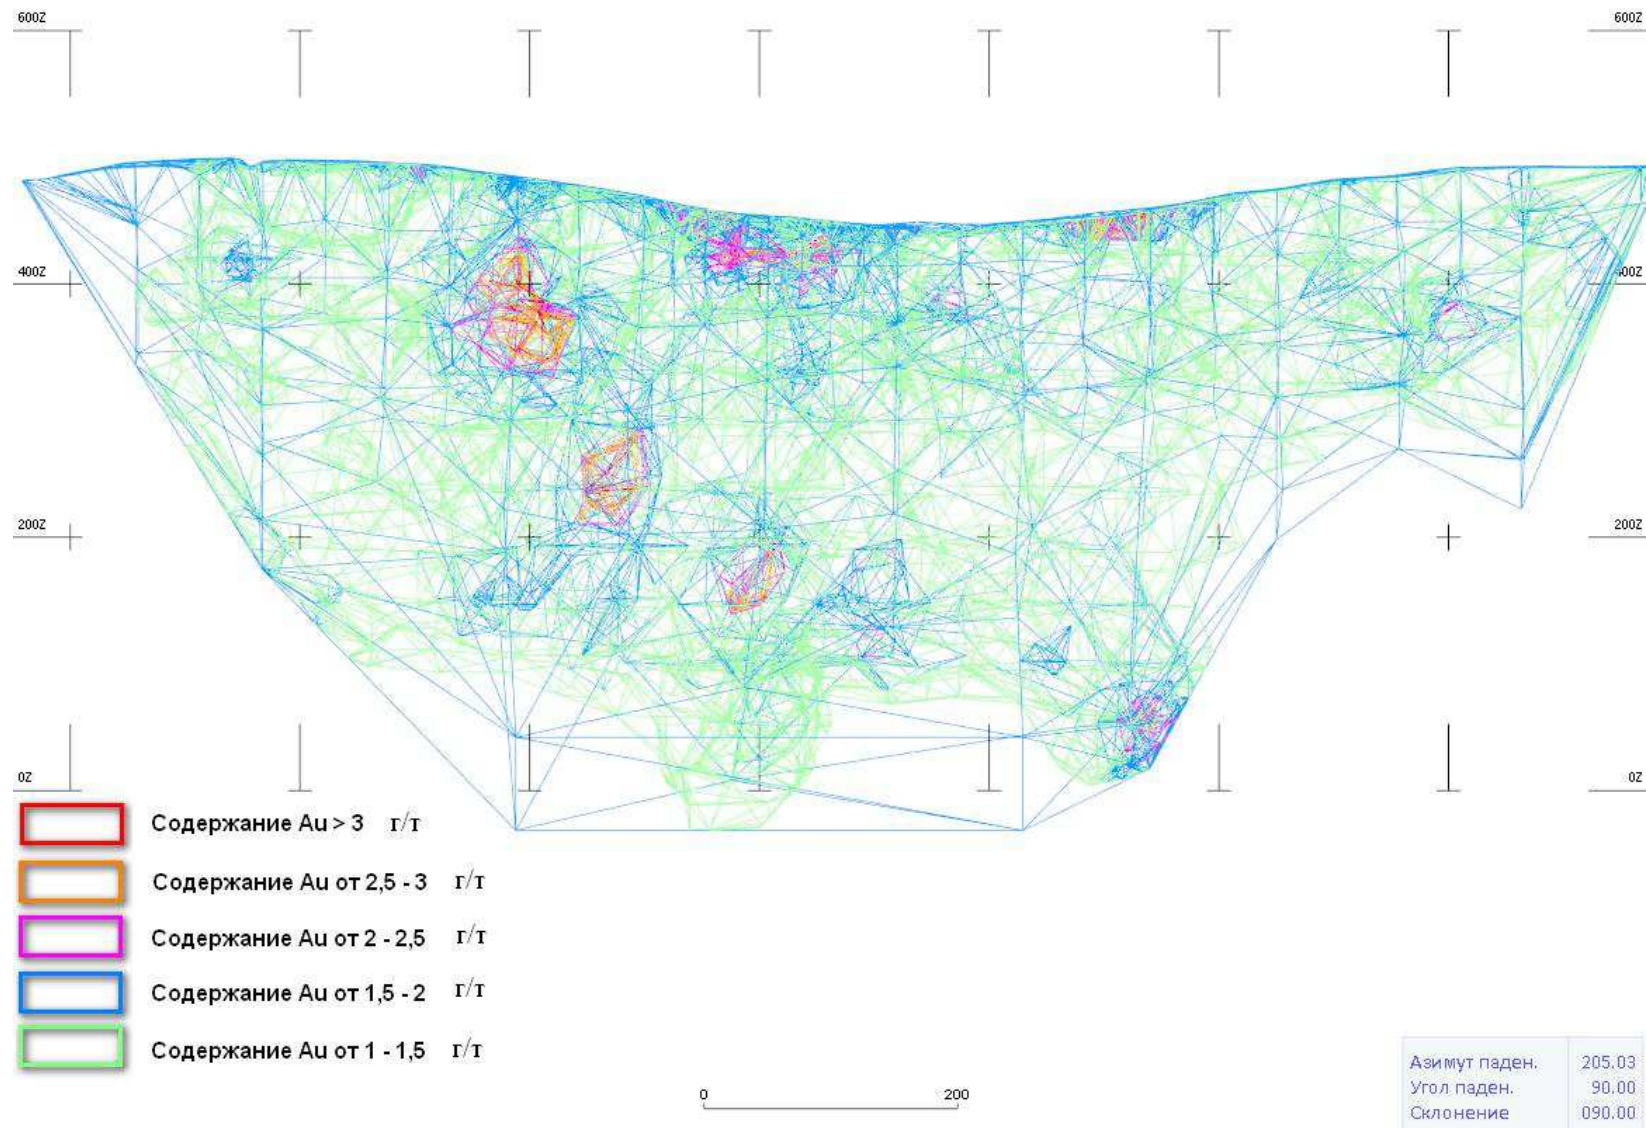 600Z 600Z
400Z 400Z
200Z 200Z
0Z 0Z
Содержание Au > 3 г/т
Содержание Au от 2,5 - 3 г/т
Содержание Au от 2 - 2,5 г/т
Содержание Au от 1,5 - 2 г/т
Содержание Au от 1 - 1,5 г/т
0 200
Азимут паден. 205.03
Угол паден. 90.00
Склонение 090.00